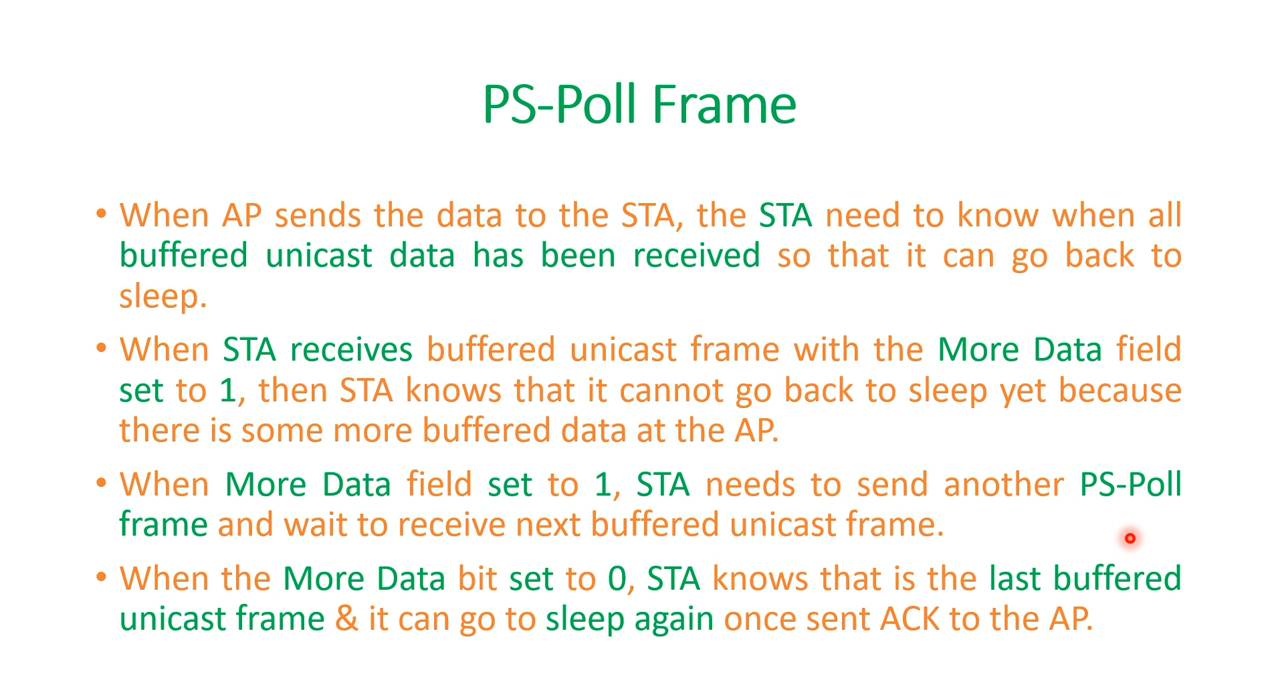 PS-Poll Frame
• When AP sends the data to the STA, the STA need to know when all
buffered unicast data has been received so that it can go back to
sleep.
• When STA receives buffered unicast frame with the More Data field
set to 1, then STA knows that it cannot go back to sleep yet because
there is some more buffered data at the AP.
• When More Data field set to 1, STA needs to send another PS-Poll
frame and wait to receive next buffered unicast frame.
• When the More Data bit set to 0, STA knows that is the last buffered
unicast frame & it can go to sleep again once sent ACK to the AP.